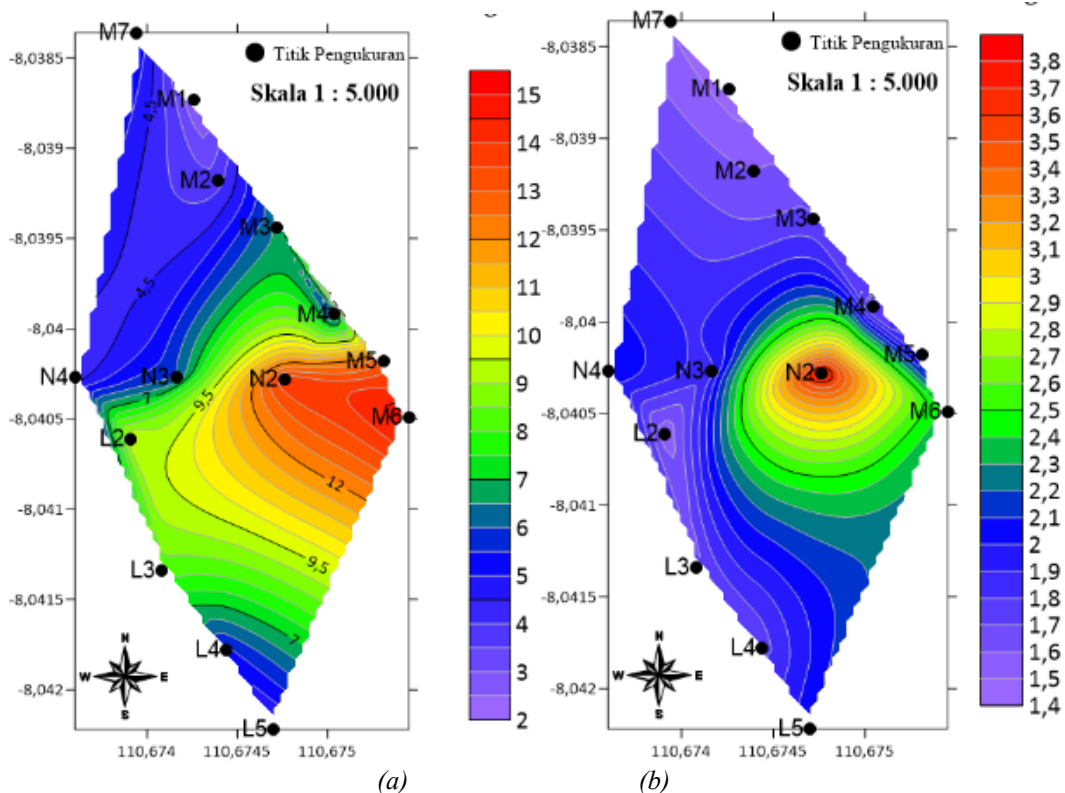 M7
Titik Pengukuran
Skala 1 : 5.000
M1
M2
M3
M4
M5
M6
N4
N3
N2
L2
L3
L4
L5
4,5
4,5
7
9,5
12
9,5
7
-8,0385
-8,039
-8,0395
-8,04
-8,0405
-8,041
-8,0415
-8,042
110,674
110,6745
110,675
N
W E
S
15
14
13
12
11
10
9
8
7
6
5
4
3
2
(a)
M7
Titik Pengukuran
Skala 1 : 5.000
M1
M2
M3
M4
M5
M6
N4
N3
N2
L2
L3
L4
L5
-8,0385
-8,039
-8,0395
-8,04
-8,0405
-8,041
-8,0415
-8,042
110,674
110,6745
110,675
N
W E
S
3,8
3,7
3,6
3,5
3,4
3,3
3,2
3,1
3
2,9
2,8
2,7
2,6
2,5
2,4
2,3
2,2
2,1
2
1,9
1,8
1,7
1,6
1,5
1,4
(b)